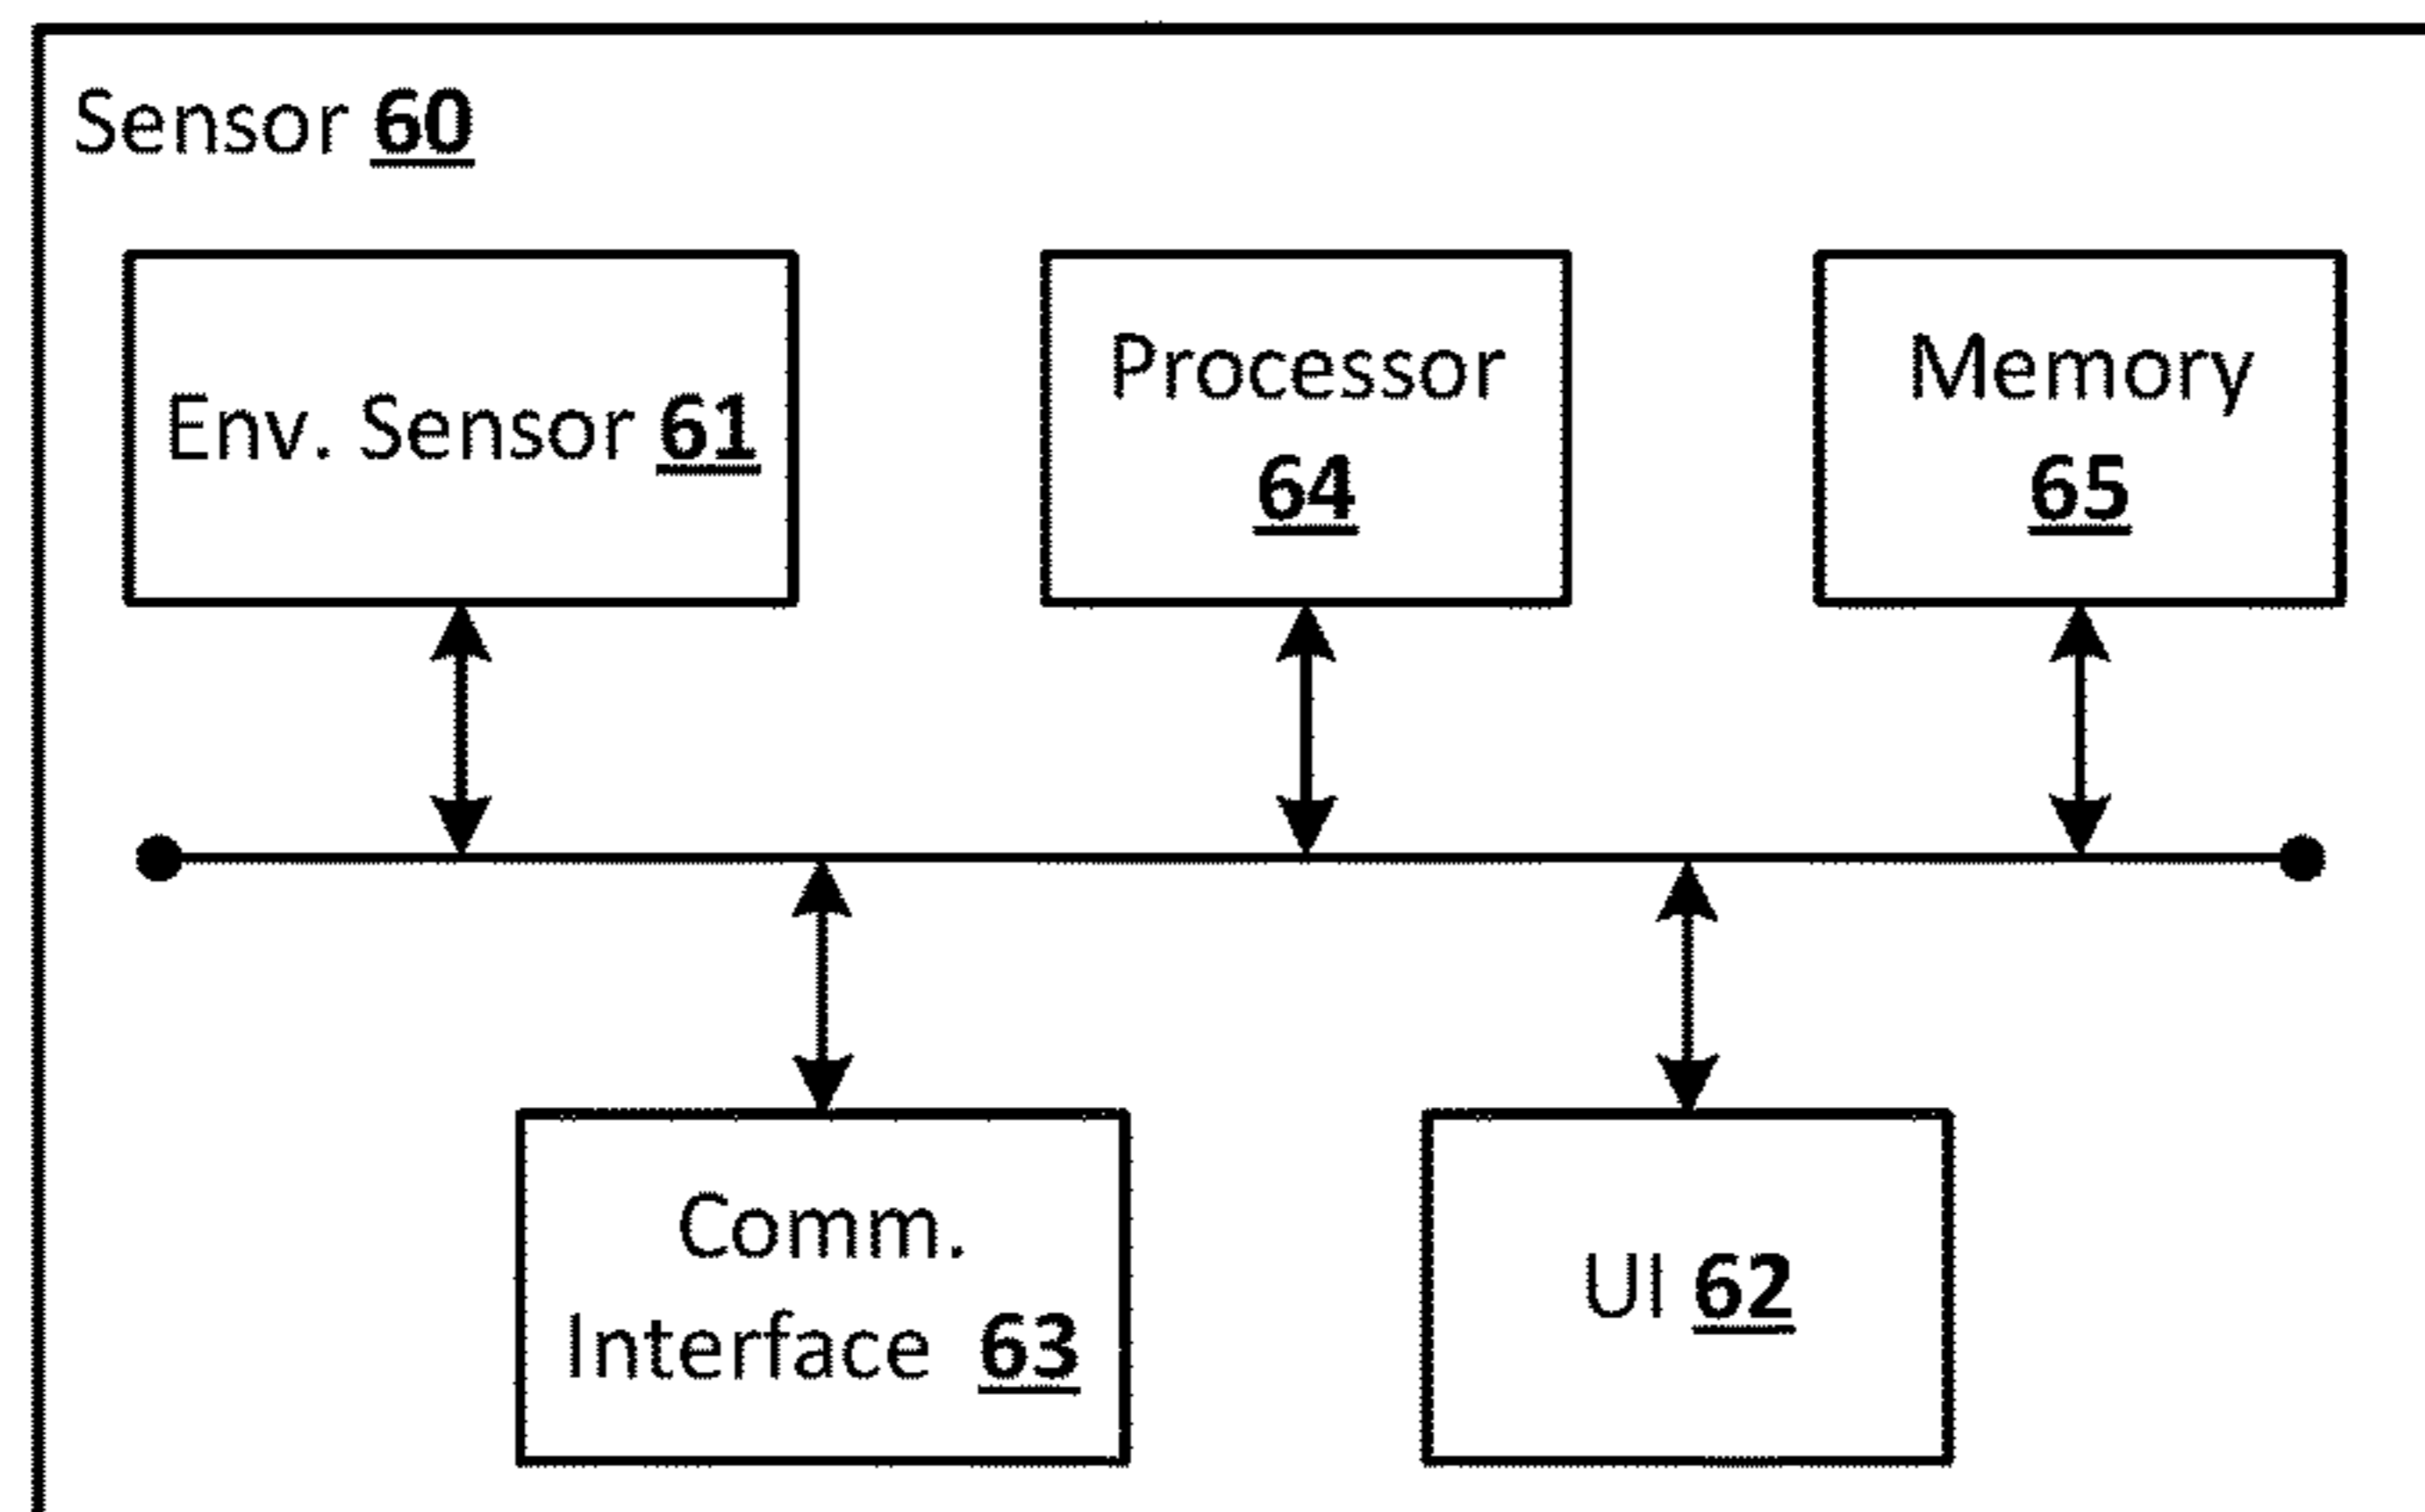 Sensor 60
Env. Sensor 61
Processor
64
Memory
65
Comm.
Interface 63
UI 62